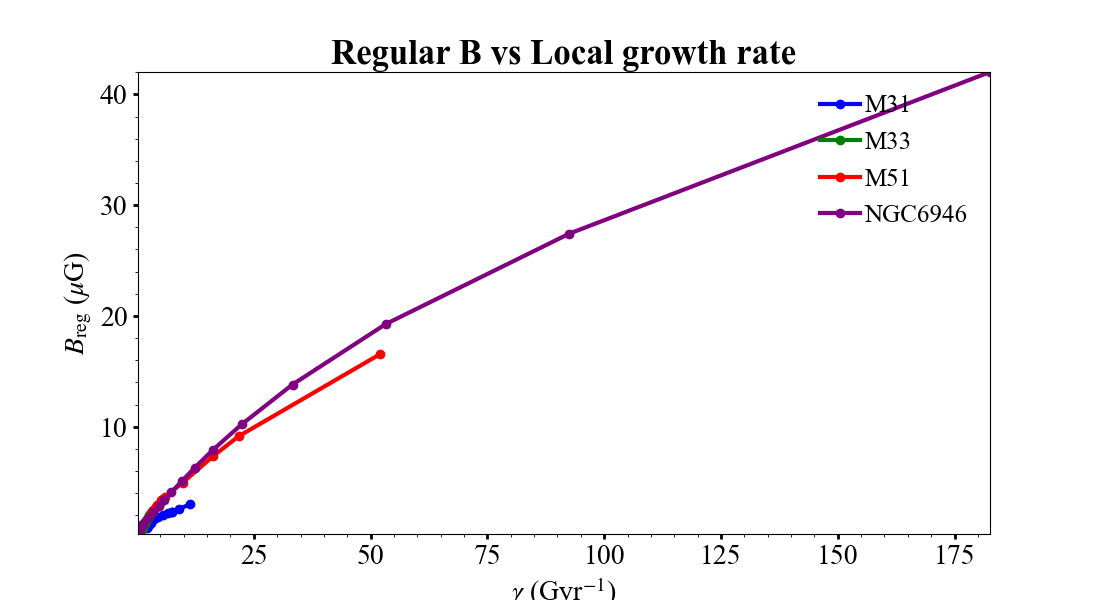 Regular B vs Local growth rate
40
30
20
10
B_reg (μG)
M31
M33
M51
NGC6946
25 50 75 100 125 150 175
γ (Gyr⁻¹)